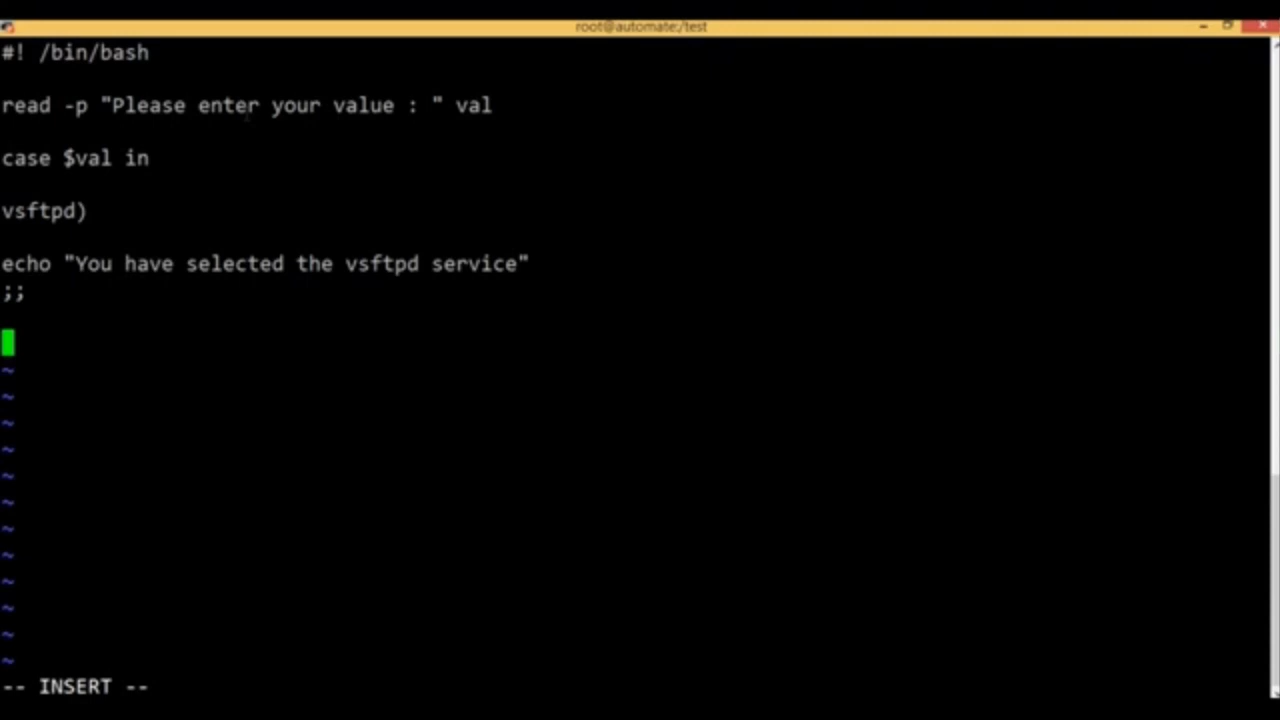 root@automate:/test
#! /bin/bash
read -p "Please enter your value : " val
case $val in
vsftpd)
echo "You have selected the vsftpd service"
;;
~
~
~
~
~
~
~
~
~
~
~
~
-- INSERT --